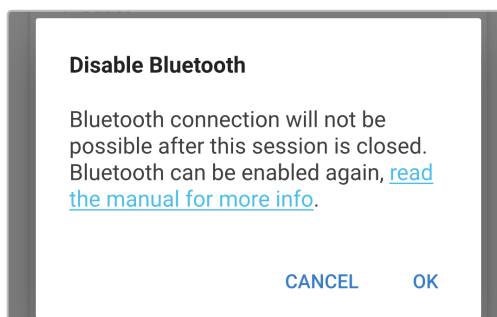 Disable Bluetooth
Bluetooth connection will not be
possible after this session is closed.
Bluetooth can be enabled again, read
the manual for more info.
CANCEL OK